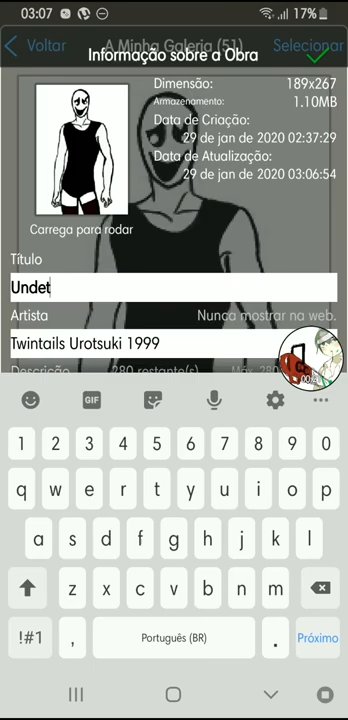 03:07 17%
Voltar A Minha Galeria (51) Selecionar
Informação sobre a Obra
Dimensão: 189x267
Armazenamento: 1.10MB
Data de Criação:
29 de jan de 2020 02:37:29
Data de Atualização:
29 de jan de 2020 03:06:54
Carrega para rodar
Título
Undet
Artista Nunca mostrar na web.
Twintails Urotsuki 1999
Descrição 280 restante(s) Máx. 280
GIF
1 2 3 4 5 6 7 8 9 0
q w e r t y u i o p
a s d f g h j k l
z x c v b n m
!#1 , Português (BR) . Próximo